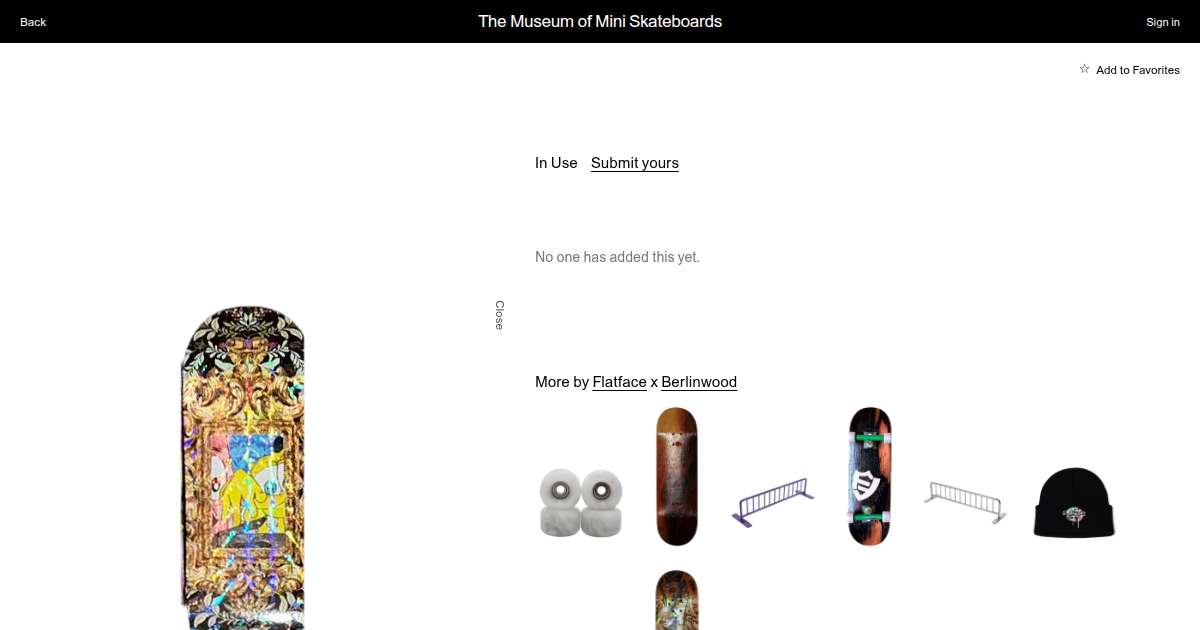 Back
The Museum of Mini Skateboards
Sign in
☆ Add to Favorites
In Use Submit yours
No one has added this yet.
Close
More by Flatface x Berlinwood